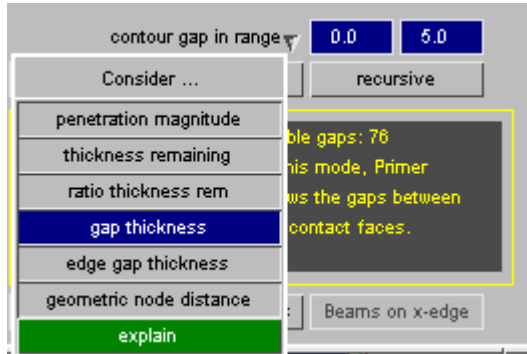 contour gap in range 0.0 5.0
Consider ...
recursive
penetration magnitude
thickness remaining
ratio thickness rem
gap thickness
edge gap thickness
geometric node distance
explain
ble gaps: 76
his mode, Primer
ws the gaps between
contact faces.
Beams on x-edge